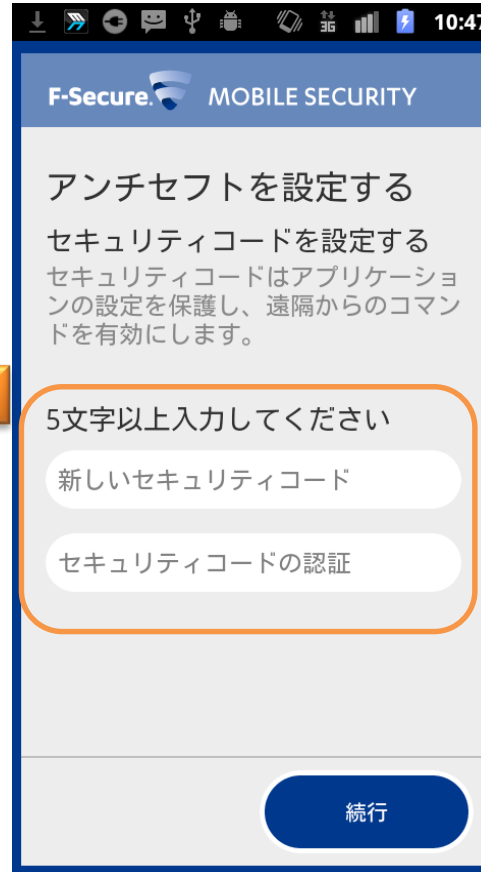 3G 10:47
F-Secure. MOBILE SECURITY
アンチセフトを設定する
セキュリティコードを設定する
セキュリティコードはアプリケーショ
ンの設定を保護し、遠隔からのコマン
ドを有効にします。
5文字以上入力してください
新しいセキュリティコード
セキュリティコードの認証
続行